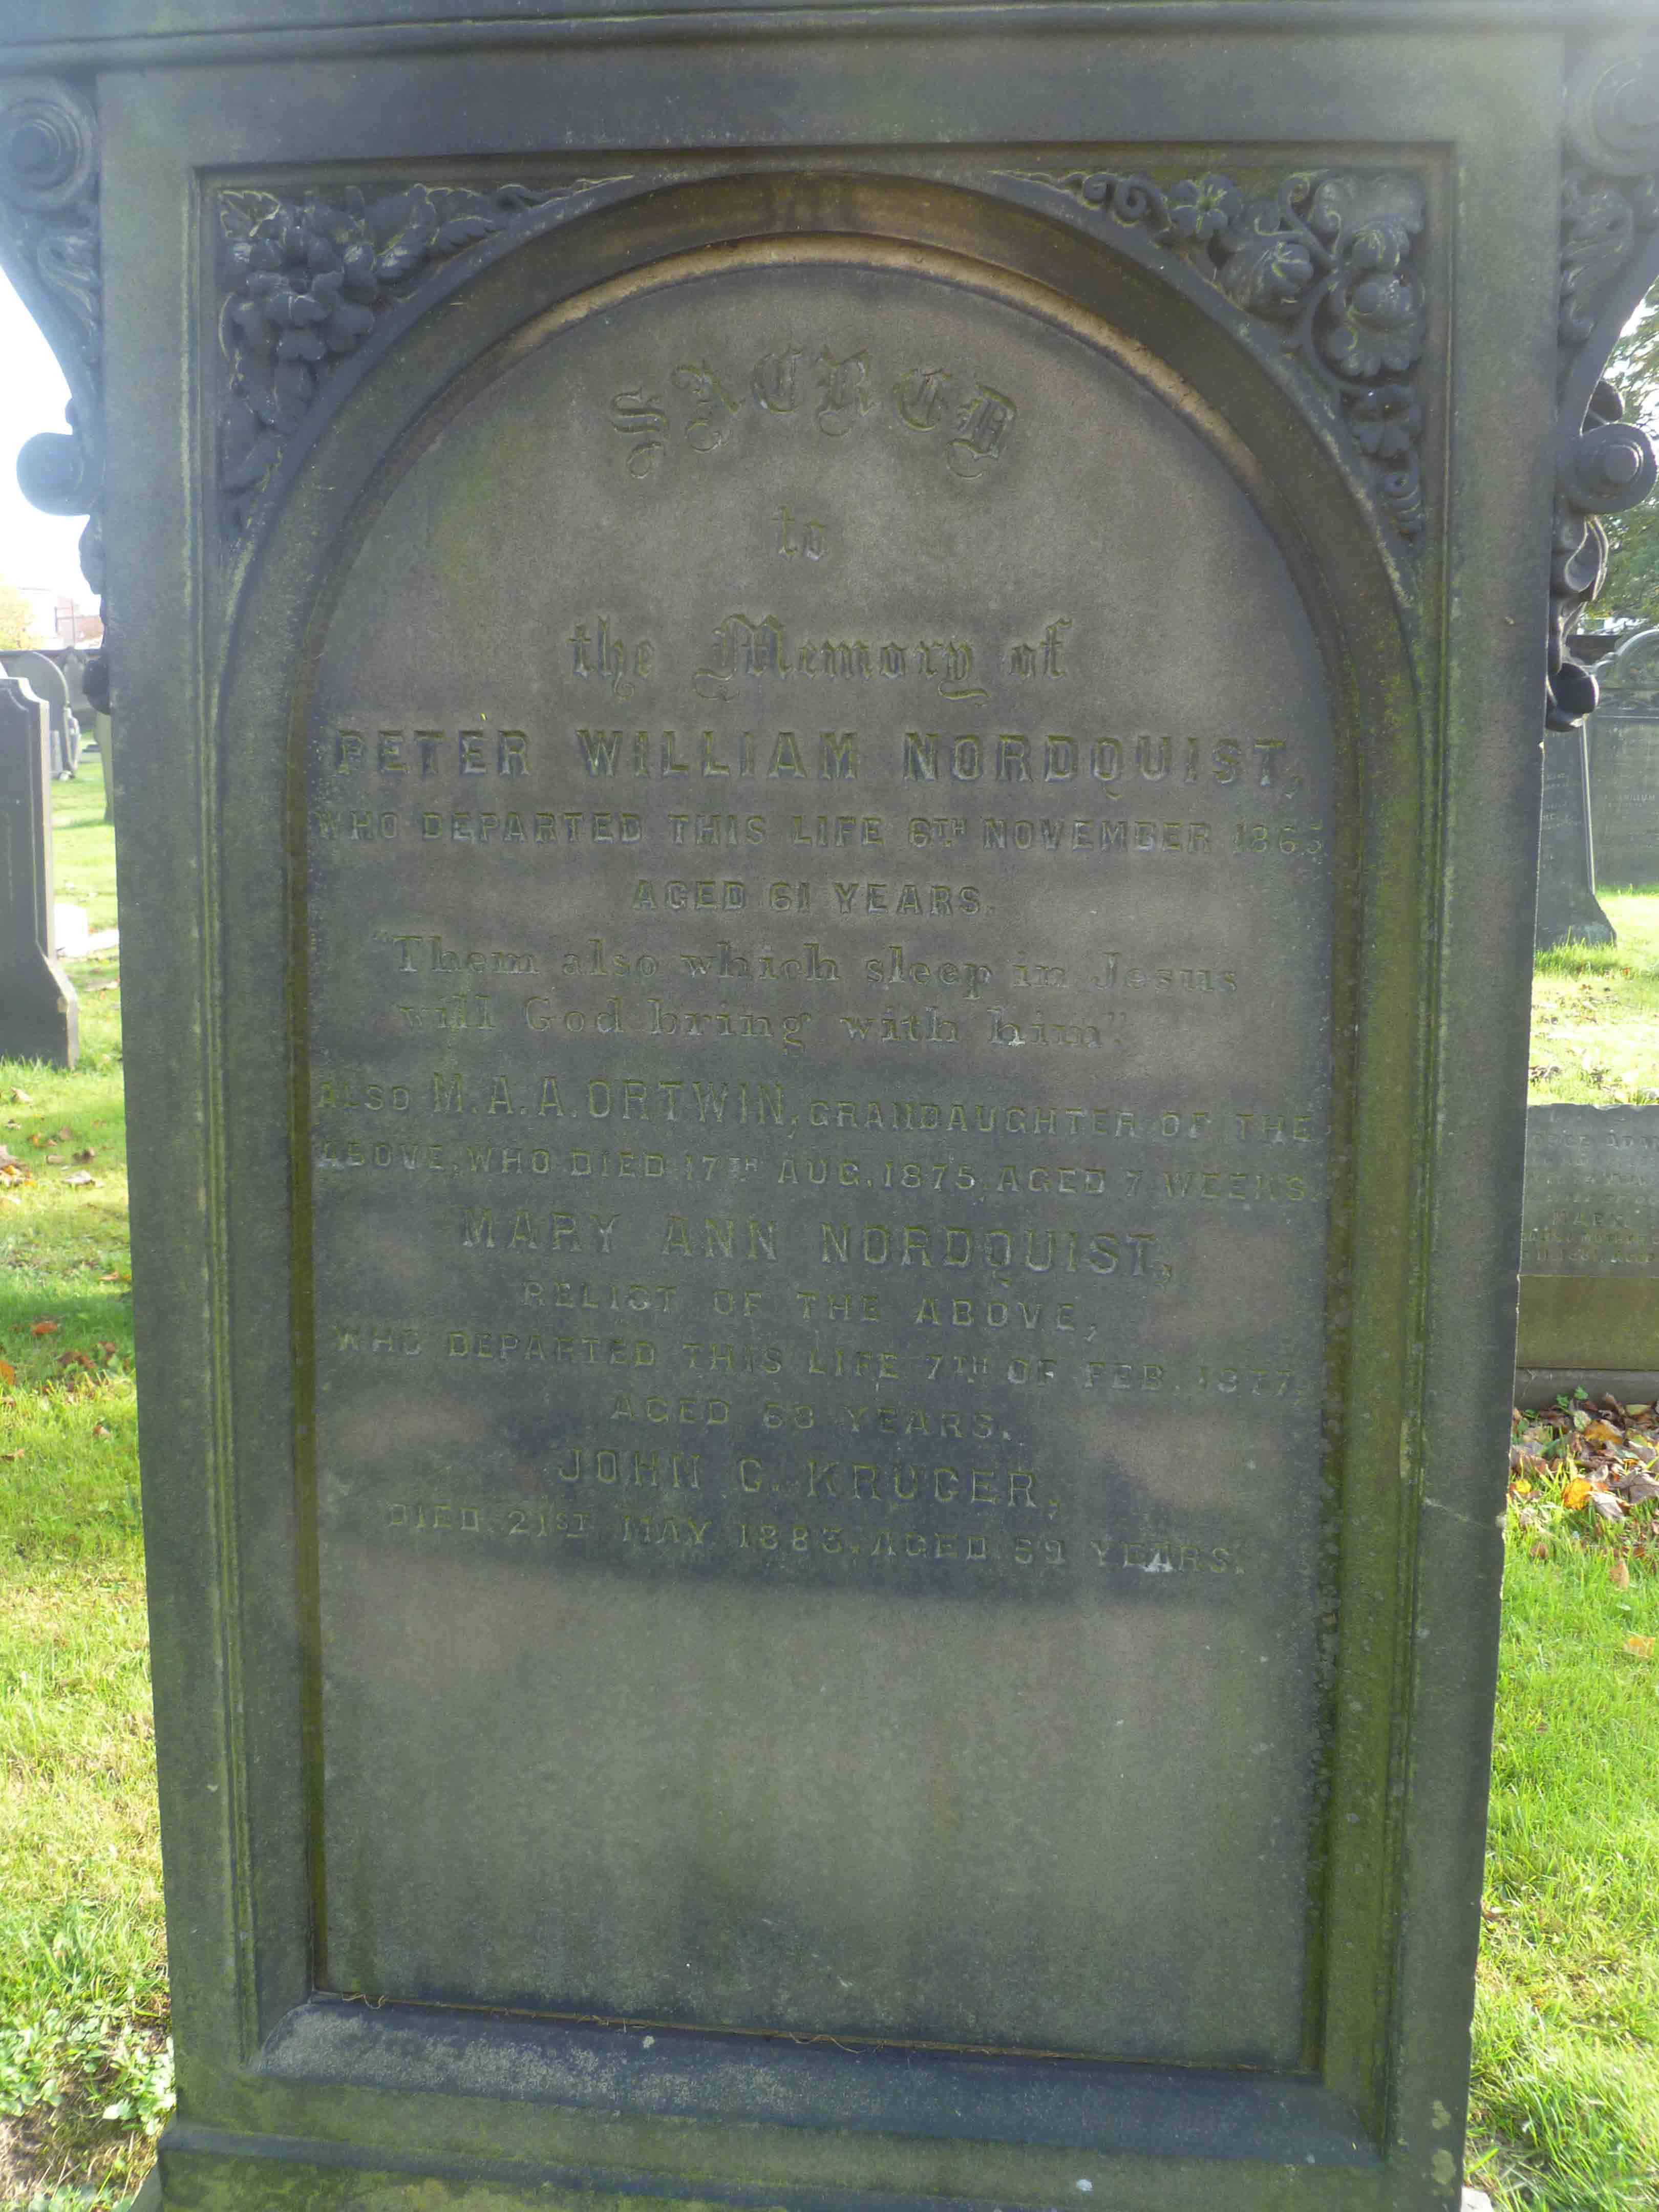 SACRED
to
the Memory of
PETER WILLIAM NORDQUIST,
WHO DEPARTED THIS LIFE 6TH NOVEMBER
AGED 61 YEARS.
"Them also which sleep in Jesus
will God bring with him".
ALSO M.A.A. ORTWIN, GRANDAUGHTER OF THE
ABOVE, WHO DIED 17TH AUG. 1875, AGED 7 WEEKS.
MARY ANN NORDQUIST,
RELICT OF THE ABOVE,
WHO DEPARTED THIS LIFE 7TH OF FEB. 1877.
AGED YEARS.
JOHN G. KRUGER,
DIED 21ST MAY 1883, AGED 59 YEARS.